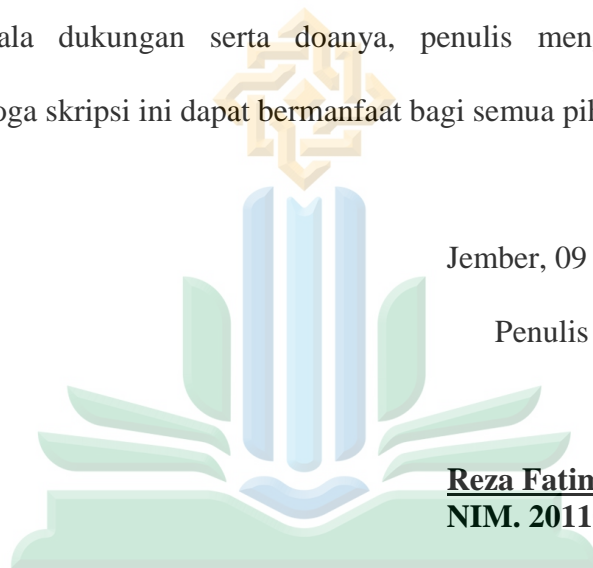 ala dukungan serta doanya, penulis men
oga skripsi ini dapat bermanfaat bagi semua pil
Jember, 09
Penulis
Reza Fatin
NIM. 2011